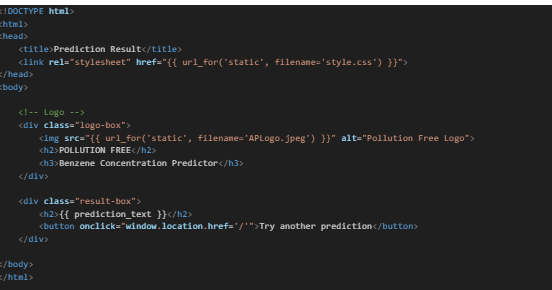 <!DOCTYPE html>
<html>
<head>
    <title>Prediction Result</title>
    <link rel="stylesheet" href="{{ url_for('static', filename='style.css') }}">
</head>
<body>

    <!-- Logo -->
    <div class="logo-box">
        <img src="{{ url_for('static', filename='APLogo.jpeg') }}" alt="Pollution Free Logo">
        <h2>POLLUTION FREE</h2>
        <h3>Benzene Concentration Predictor</h3>
    </div>

    <div class="result-box">
        <h2>{{ prediction_text }}</h2>
        <button onclick="window.location.href='/'">Try another prediction</button>
    </div>

</body>
</html>